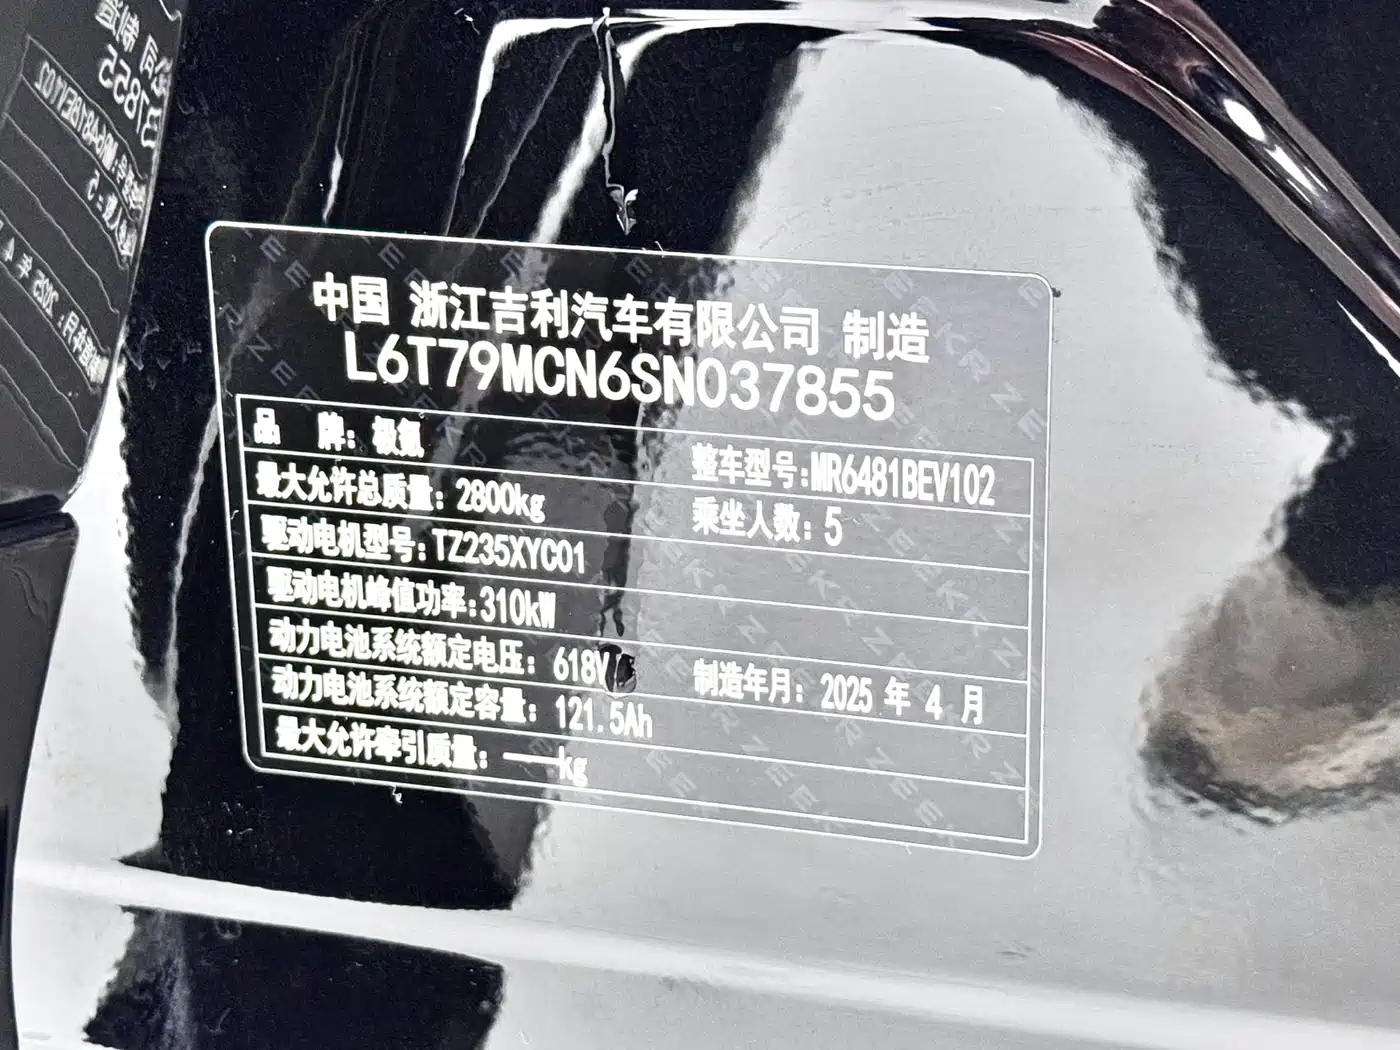 中国 浙江吉利汽车有限公司 制造
L6T79MCN6SN037855
品 牌: 极氪
整车型号:MR6481BEV102
最大允许总质量: 2800kg
乘坐人数: 5
驱动电机型号:TZ235XYC01
驱动电机峰值功率:310kW
动力电池系统额定电压: 618V
制造年月: 2025 年 4 月
动力电池系统额定容量: 121.5Ah
最大允许牵引质量: ——kg
ZEEKR